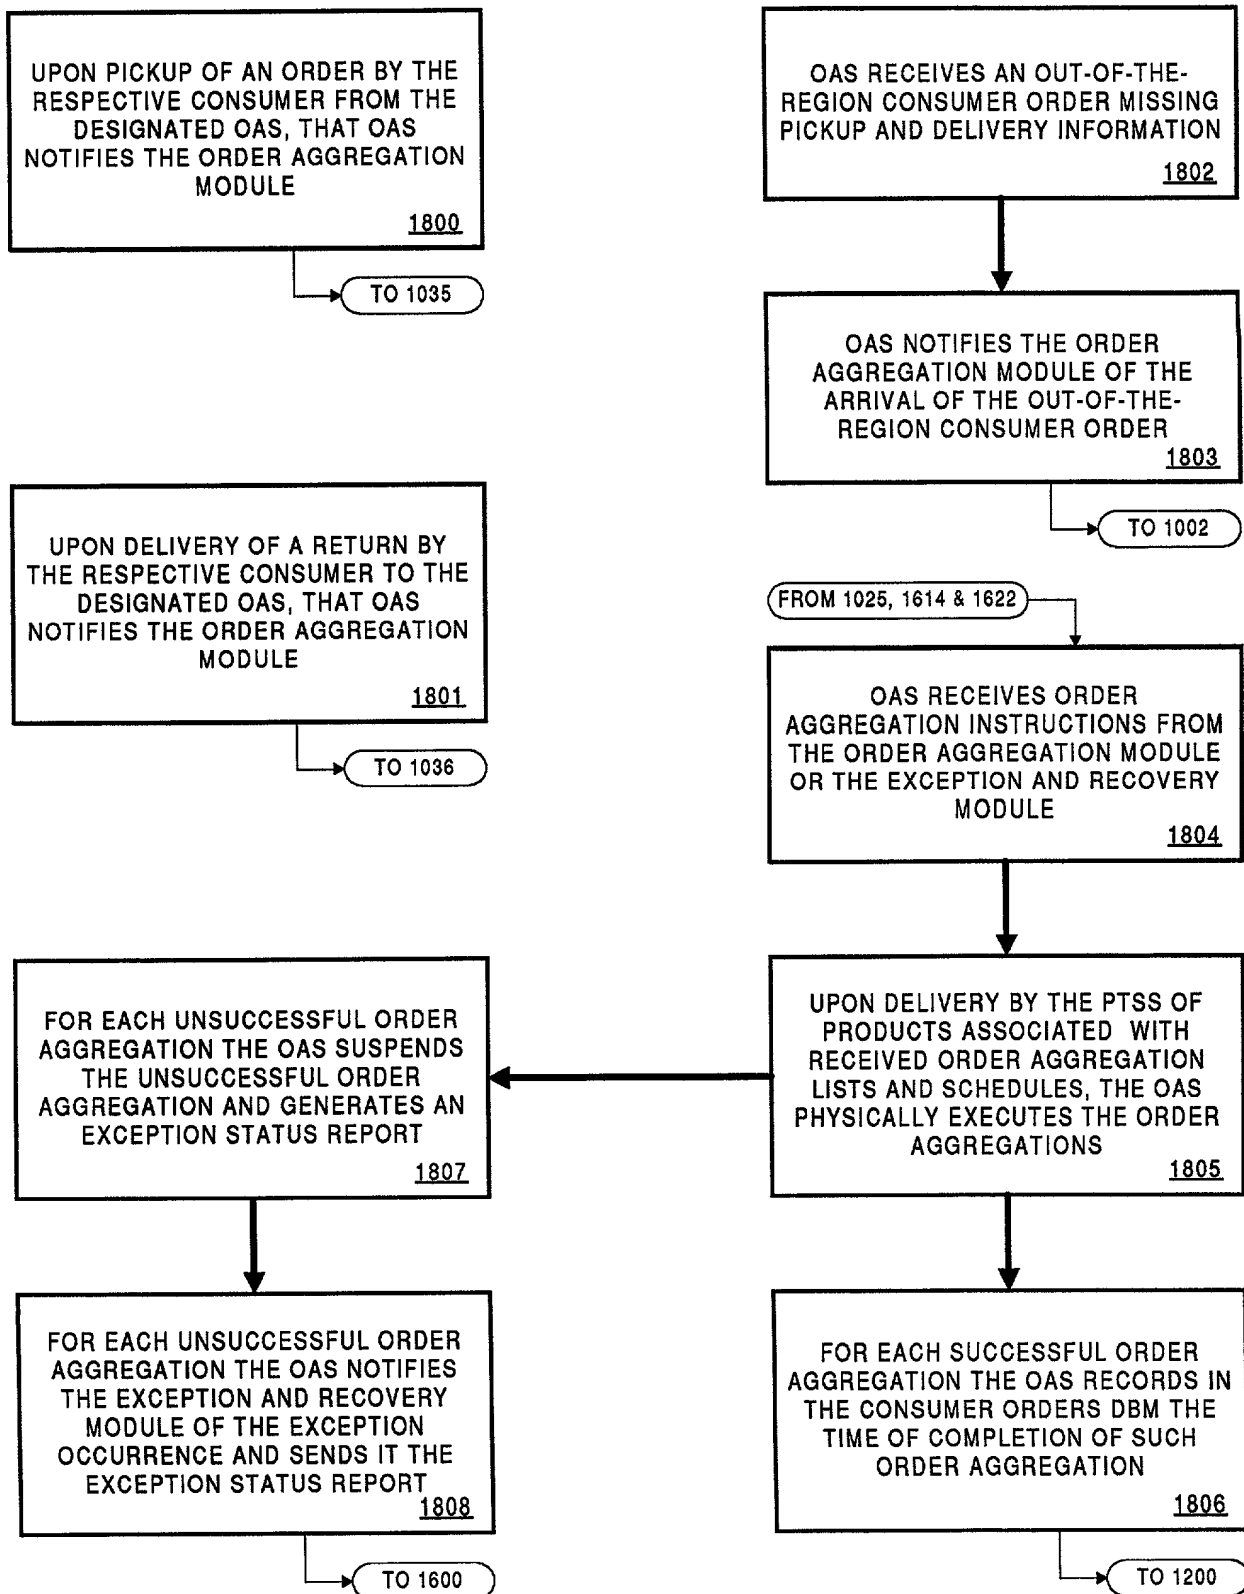 UPON PICKUP OF AN ORDER BY THE
RESPECTIVE CONSUMER FROM THE
DESIGNATED OAS, THAT OAS
NOTIFIES THE ORDER AGGREGATION
MODULE
1800
TO 1035
OAS RECEIVES AN OUT-OF-THE-
REGION CONSUMER ORDER MISSING
PICKUP AND DELIVERY INFORMATION
1802
OAS NOTIFIES THE ORDER
AGGREGATION MODULE OF THE
ARRIVAL OF THE OUT-OF-THE-
REGION CONSUMER ORDER
1803
TO 1002
UPON DELIVERY OF A RETURN BY
THE RESPECTIVE CONSUMER TO THE
DESIGNATED OAS, THAT OAS
NOTIFIES THE ORDER AGGREGATION
MODULE
1801
TO 1036
FROM 1025, 1614 & 1622
OAS RECEIVES ORDER
AGGREGATION INSTRUCTIONS FROM
THE ORDER AGGREGATION MODULE
OR THE EXCEPTION AND RECOVERY
MODULE
1804
UPON DELIVERY BY THE PTSS OF
PRODUCTS ASSOCIATED WITH
RECEIVED ORDER AGGREGATION
LISTS AND SCHEDULES, THE OAS
PHYSICALLY EXECUTES THE ORDER
AGGREGATIONS
1805
FOR EACH UNSUCCESSFUL ORDER
AGGREGATION THE OAS SUSPENDS
THE UNSUCCESSFUL ORDER
AGGREGATION AND GENERATES AN
EXCEPTION STATUS REPORT
1807
FOR EACH UNSUCCESSFUL ORDER
AGGREGATION THE OAS NOTIFIES
THE EXCEPTION AND RECOVERY
MODULE OF THE EXCEPTION
OCCURRENCE AND SENDS IT THE
EXCEPTION STATUS REPORT
1808
TO 1600
FOR EACH SUCCESSFUL ORDER
AGGREGATION THE OAS RECORDS IN
THE CONSUMER ORDERS DBM THE
TIME OF COMPLETION OF SUCH
ORDER AGGREGATION
1806
TO 1200